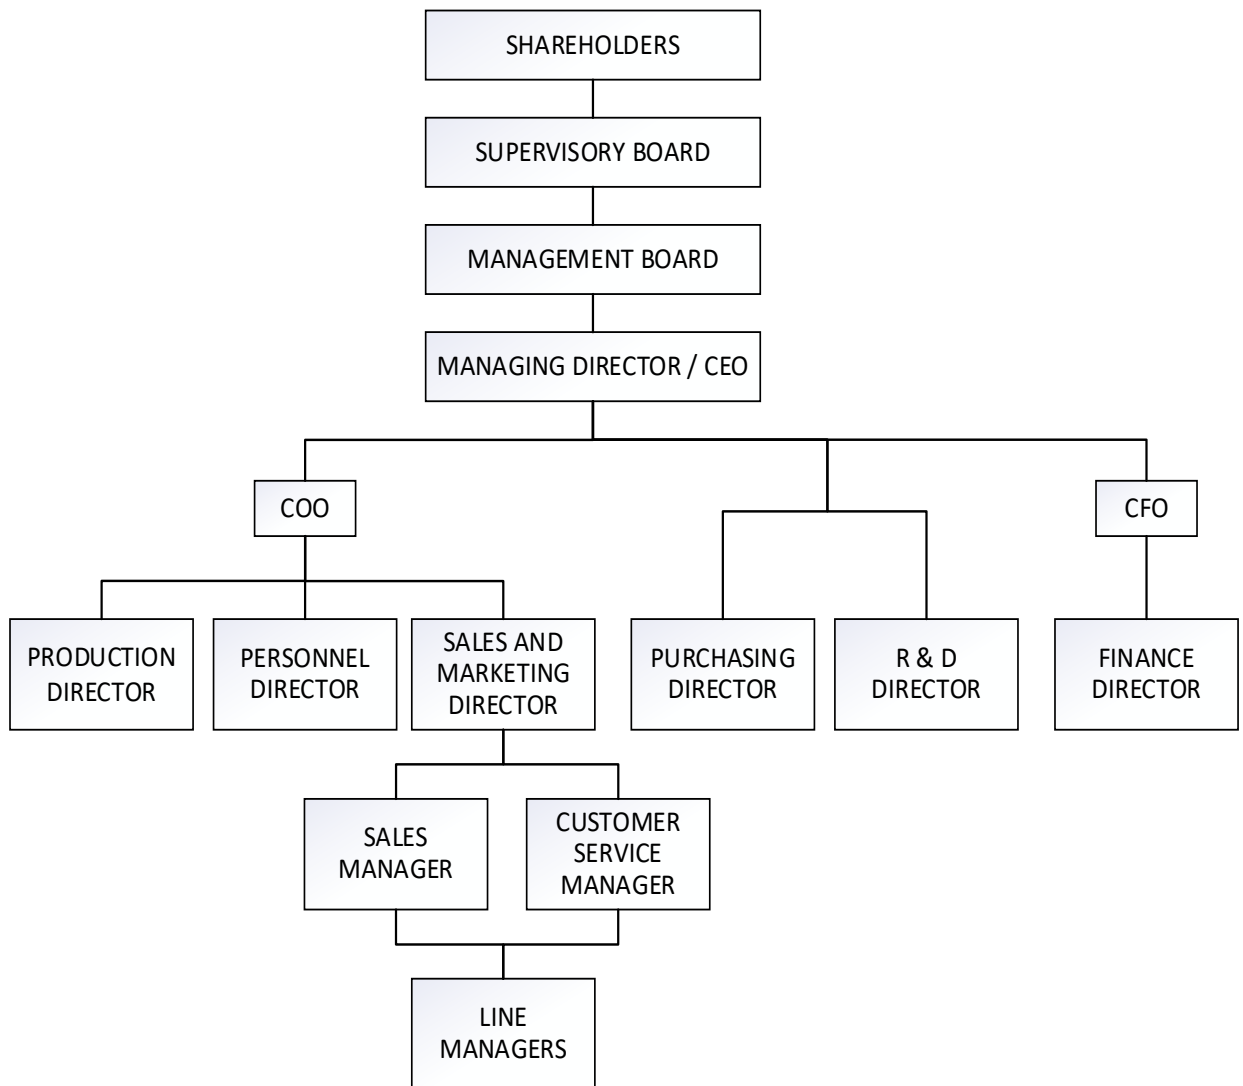 SHAREHOLDERS
SUPERVISORY BOARD
MANAGEMENT BOARD
MANAGING DIRECTOR / CEO
COO
CFO
PRODUCTION
DIRECTOR
PERSONNEL
DIRECTOR
SALES AND
MARKETING
DIRECTOR
PURCHASING
DIRECTOR
R & D
DIRECTOR
FINANCE
DIRECTOR
SALES
MANAGER
CUSTOMER
SERVICE
MANAGER
LINE
MANAGERS